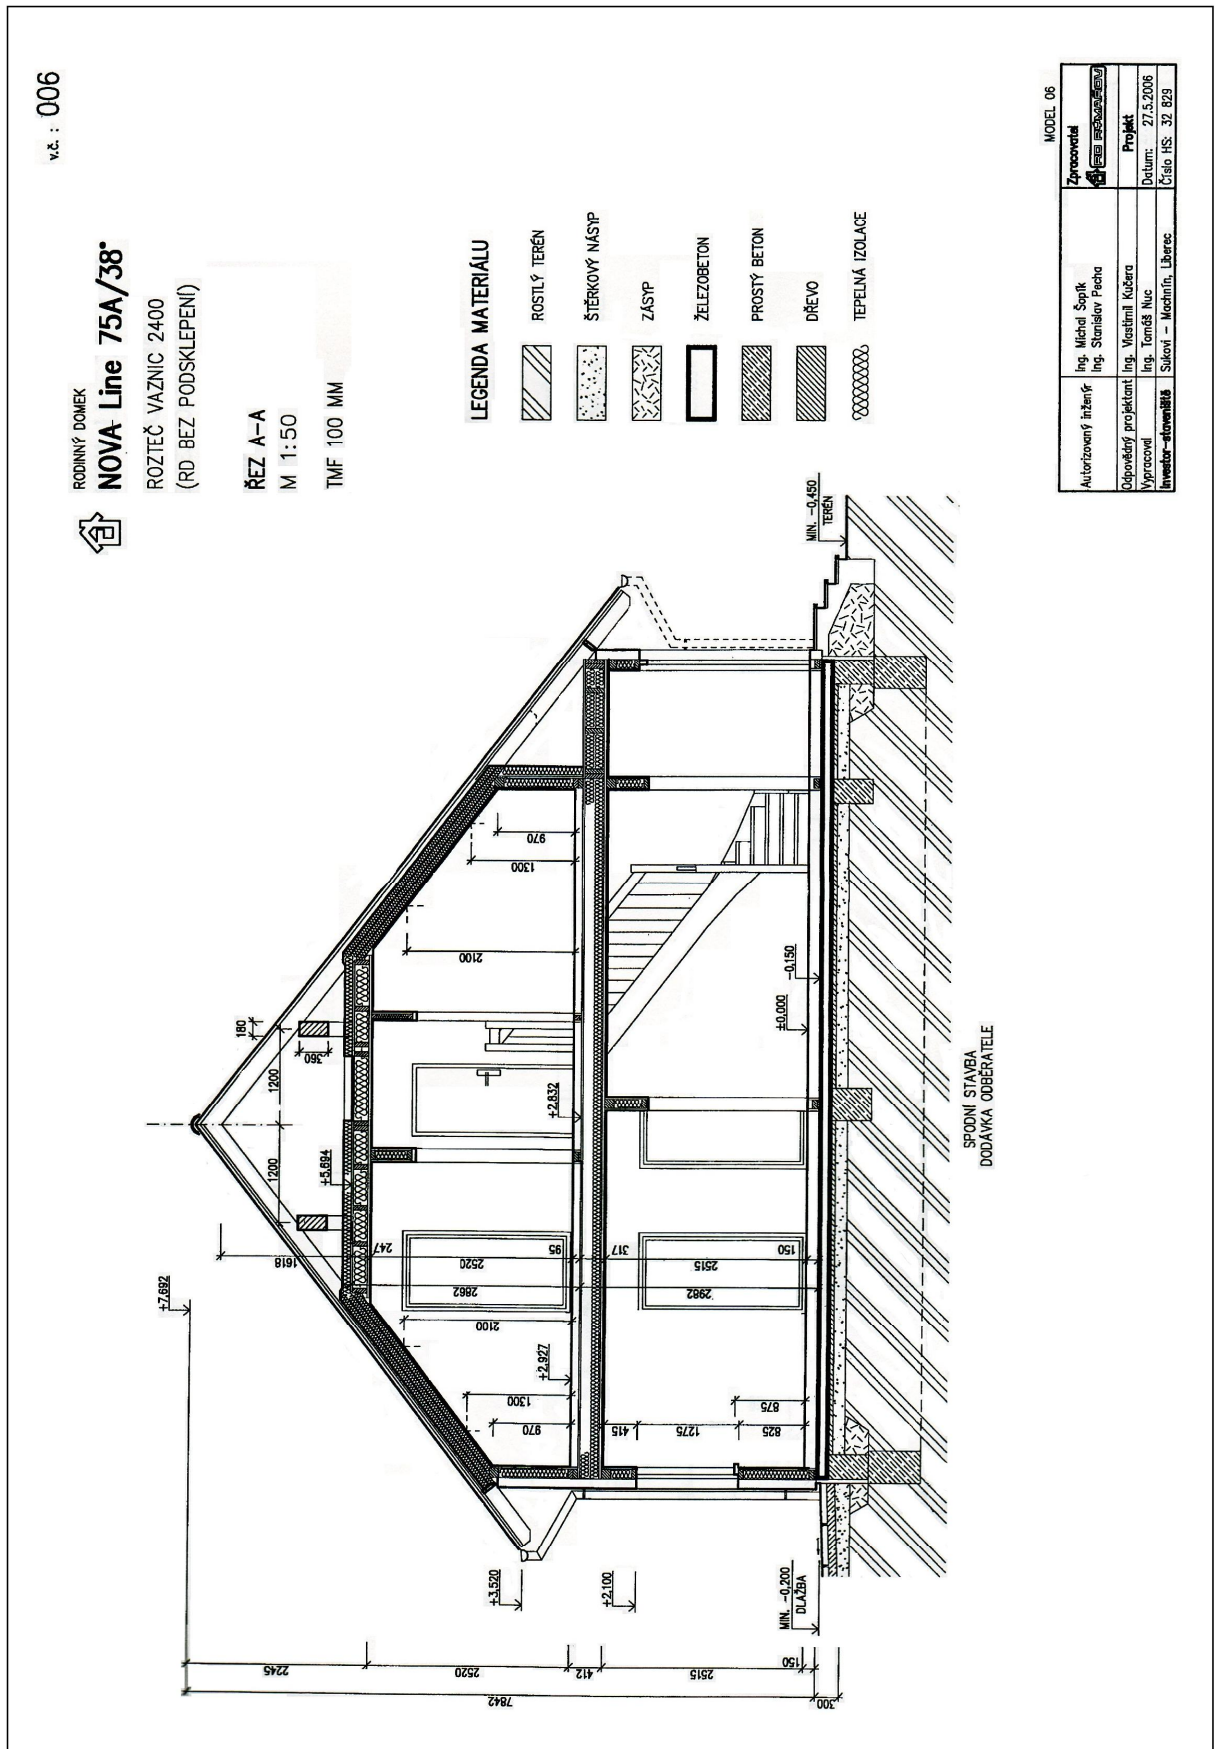 v.č. : 006
RODINNÝ DOMEK
NOVA Line 75A/38°
ROZTEČ VAZNIC 2400
(RD BEZ PODSKLEPENÍ)
ŘEZ A–A
M 1:50
TMF 100 MM
LEGENDA MATERIÁLU
ROSTLÝ TERÉN
ŠTĚRKOVÝ NÁSYP
ZÁSYP
ŽELEZOBETON
PROSTÝ BETON
DŘEVO
TEPELNÁ IZOLACE
+7,692
180
360
1200
1200
1618
+5,694
247
2520
2862
95
2100
1300
970
+2,927
+2,832
2100
1300
970
317
2515
2982
150
415
1275
825
875
±0,000
-0,150
MIN. -0,450
TERÉN
+3,520
+2,100
MIN. -0,200
DLAŽBA
2245
2520
412
2515
150
7842
300
SPODNÍ STAVBA
DODÁVKA ODBĚRATELE
MODEL 06
Autorizovaný inženýr
Ing. Michal Šopík
Ing. Stanislav Pecha
Zpracovatel
RD RÝMAŘOV
Odpovědný projektant
Ing. Vlastimil Kučera
Projekt
Vypracoval
Ing. Tomáš Nuc
Datum: 27.5.2006
Investor-staveniště
Sukovi – Machnín, Liberec
Číslo HS: 32 829